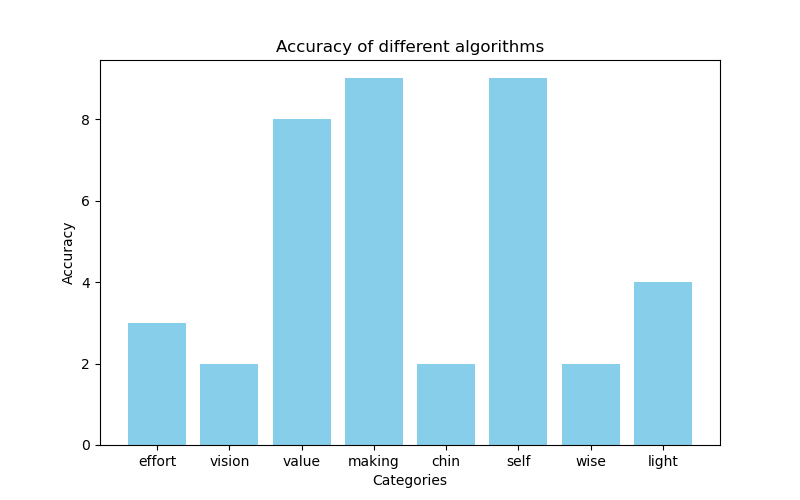 Accuracy of different algorithms
Accuracy
8
6
4
2
0
effort vision value making chin self wise light
Categories